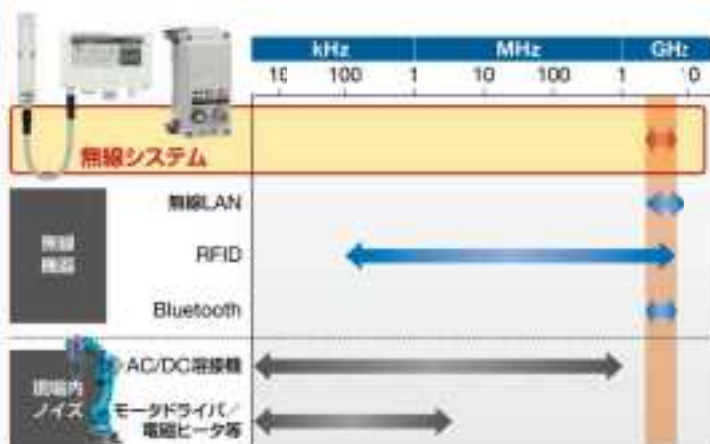 kHz MHz GHz
10 100 1 10 100 1 10
無線システム
無線LAN
無線
機器
RFID
Bluetooth
AC/DC溶接機
現場内
ノイズ
モータドライバ/
電磁ヒータ等